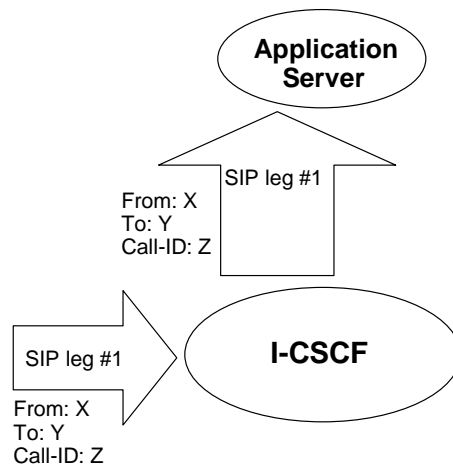 Application
Server
SIP leg #1
From: X
To: Y
Call-ID: Z
I-CSCF
SIP leg #1
From: X
To: Y
Call-ID: Z